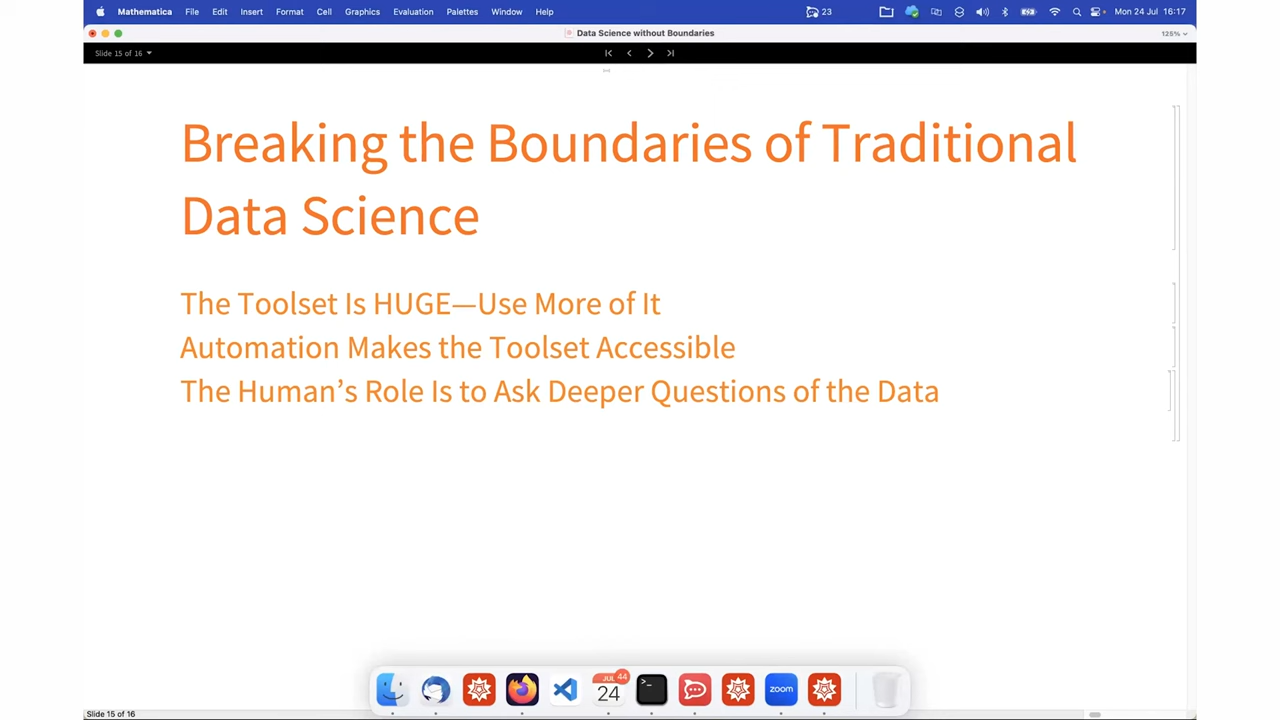 Mathematica File Edit Insert Format Cell Graphics Evaluation Palettes Window Help 23 Mon 24 Jul 16:17
Data Science without Boundaries 125%
Slide 15 of 16
Breaking the Boundaries of Traditional
Data Science
The Toolset Is HUGE—Use More of It
Automation Makes the Toolset Accessible
The Human’s Role Is to Ask Deeper Questions of the Data
JUL 44
24
zoom
Slide 15 of 16